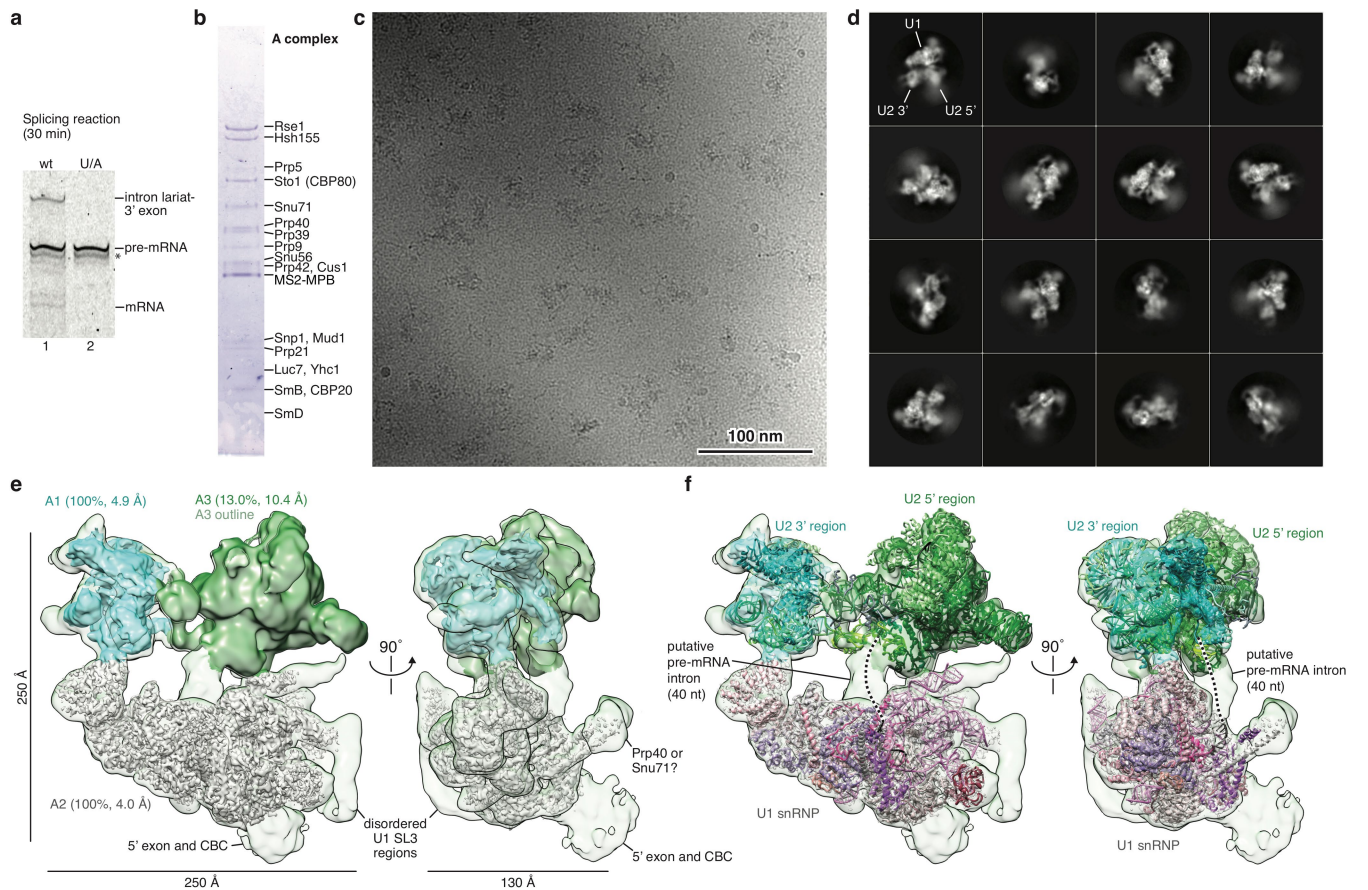 a
Splicing reaction
(30 min)
wt U/A
intron lariat-
3’ exon
pre-mRNA
*
mRNA
1 2
b
A complex
Rse1
Hsh155
Prp5
Sto1 (CBP80)
Snu71
Prp40
Prp39
Prp9
Snu56
Prp42, Cus1
MS2-MPB
Snp1, Mud1
Prp21
Luc7, Yhc1
SmB, CBP20
SmD
c
100 nm
d
U1
U2 3’ U2 5’
e
A1 (100%, 4.9 Å)
A3 (13.0%, 10.4 Å)
A3 outline
250 Å
90°
A2 (100%, 4.0 Å)
Prp40 or
Snu71?
disordered
U1 SL3
regions
5’ exon and CBC
5’ exon and CBC
250 Å
130 Å
f
U2 5’ region
U2 3’ region
U2 3’ region
U2 5’ region
putative
pre-mRNA
intron
(40 nt)
90°
putative
pre-mRNA intron
(40 nt)
U1 snRNP
U1 snRNP